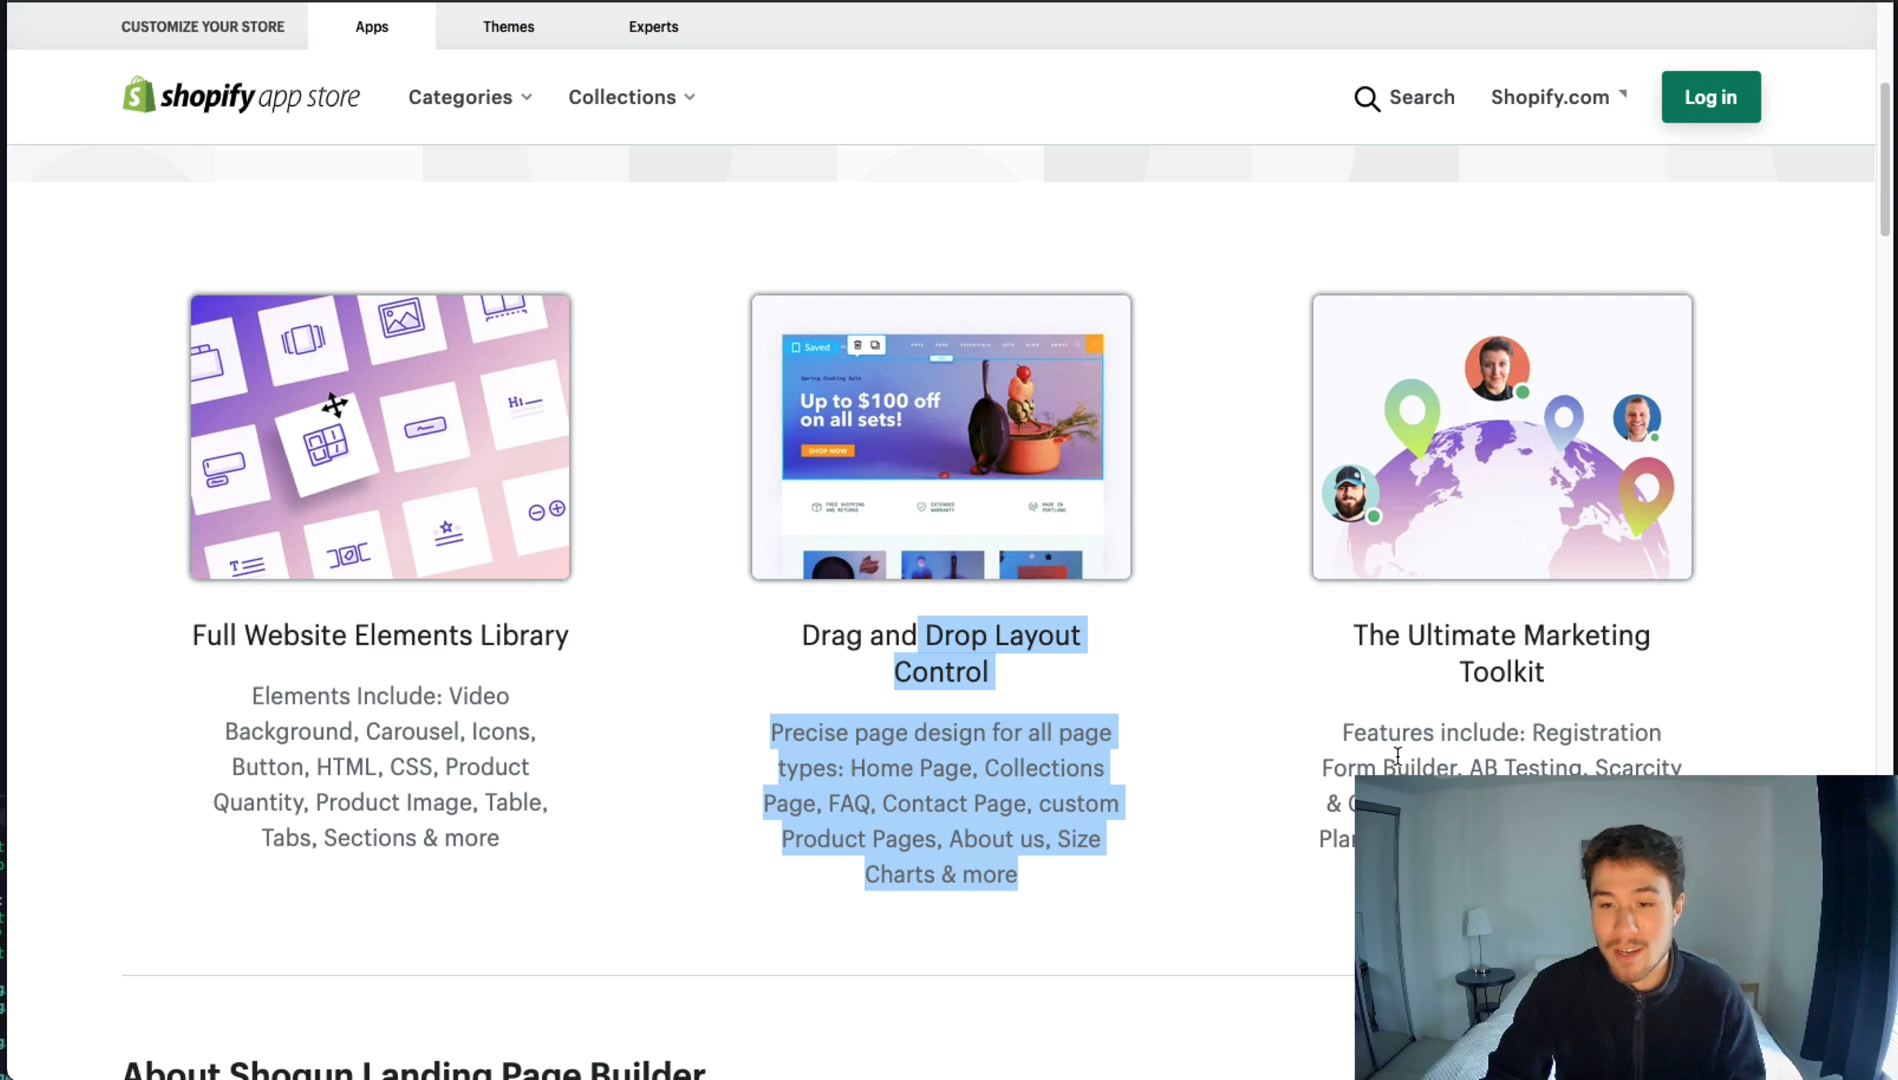 CUSTOMIZE YOUR STORE Apps Themes Experts
shopify app store Categories Collections Search Shopify.com Log in
H1
T
Saved
Spring Cooking Sale
Up to $100 off
on all sets!
SHOP NOW
FREE SHIPPING
AND RETURNS
EXTENDED
WARRANTY
MADE IN
PORTLAND
Full Website Elements Library
Elements Include: Video
Background, Carousel, Icons,
Button, HTML, CSS, Product
Quantity, Product Image, Table,
Tabs, Sections & more
Drag and Drop Layout
Control
Precise page design for all page
types: Home Page, Collections
Page, FAQ, Contact Page, custom
Product Pages, About us, Size
Charts & more
The Ultimate Marketing
Toolkit
Features include: Registration
Form Builder, AB Testing, Scarcity
&
About Shogun Landing Page Builder